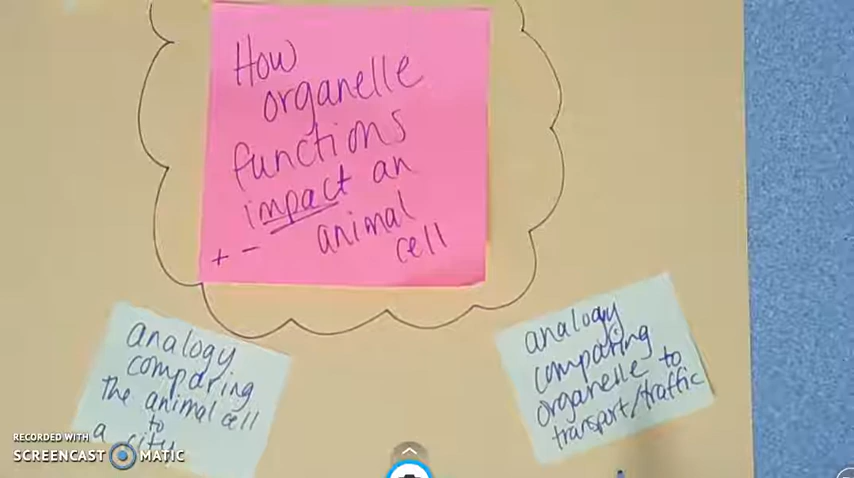 How
organelle
functions
impact an
+ - animal
cell
analogy
comparing
the animal cell
to
a city
analogy
comparing
organelle to
transport/traffic
RECORDED WITH
SCREENCAST MATIC